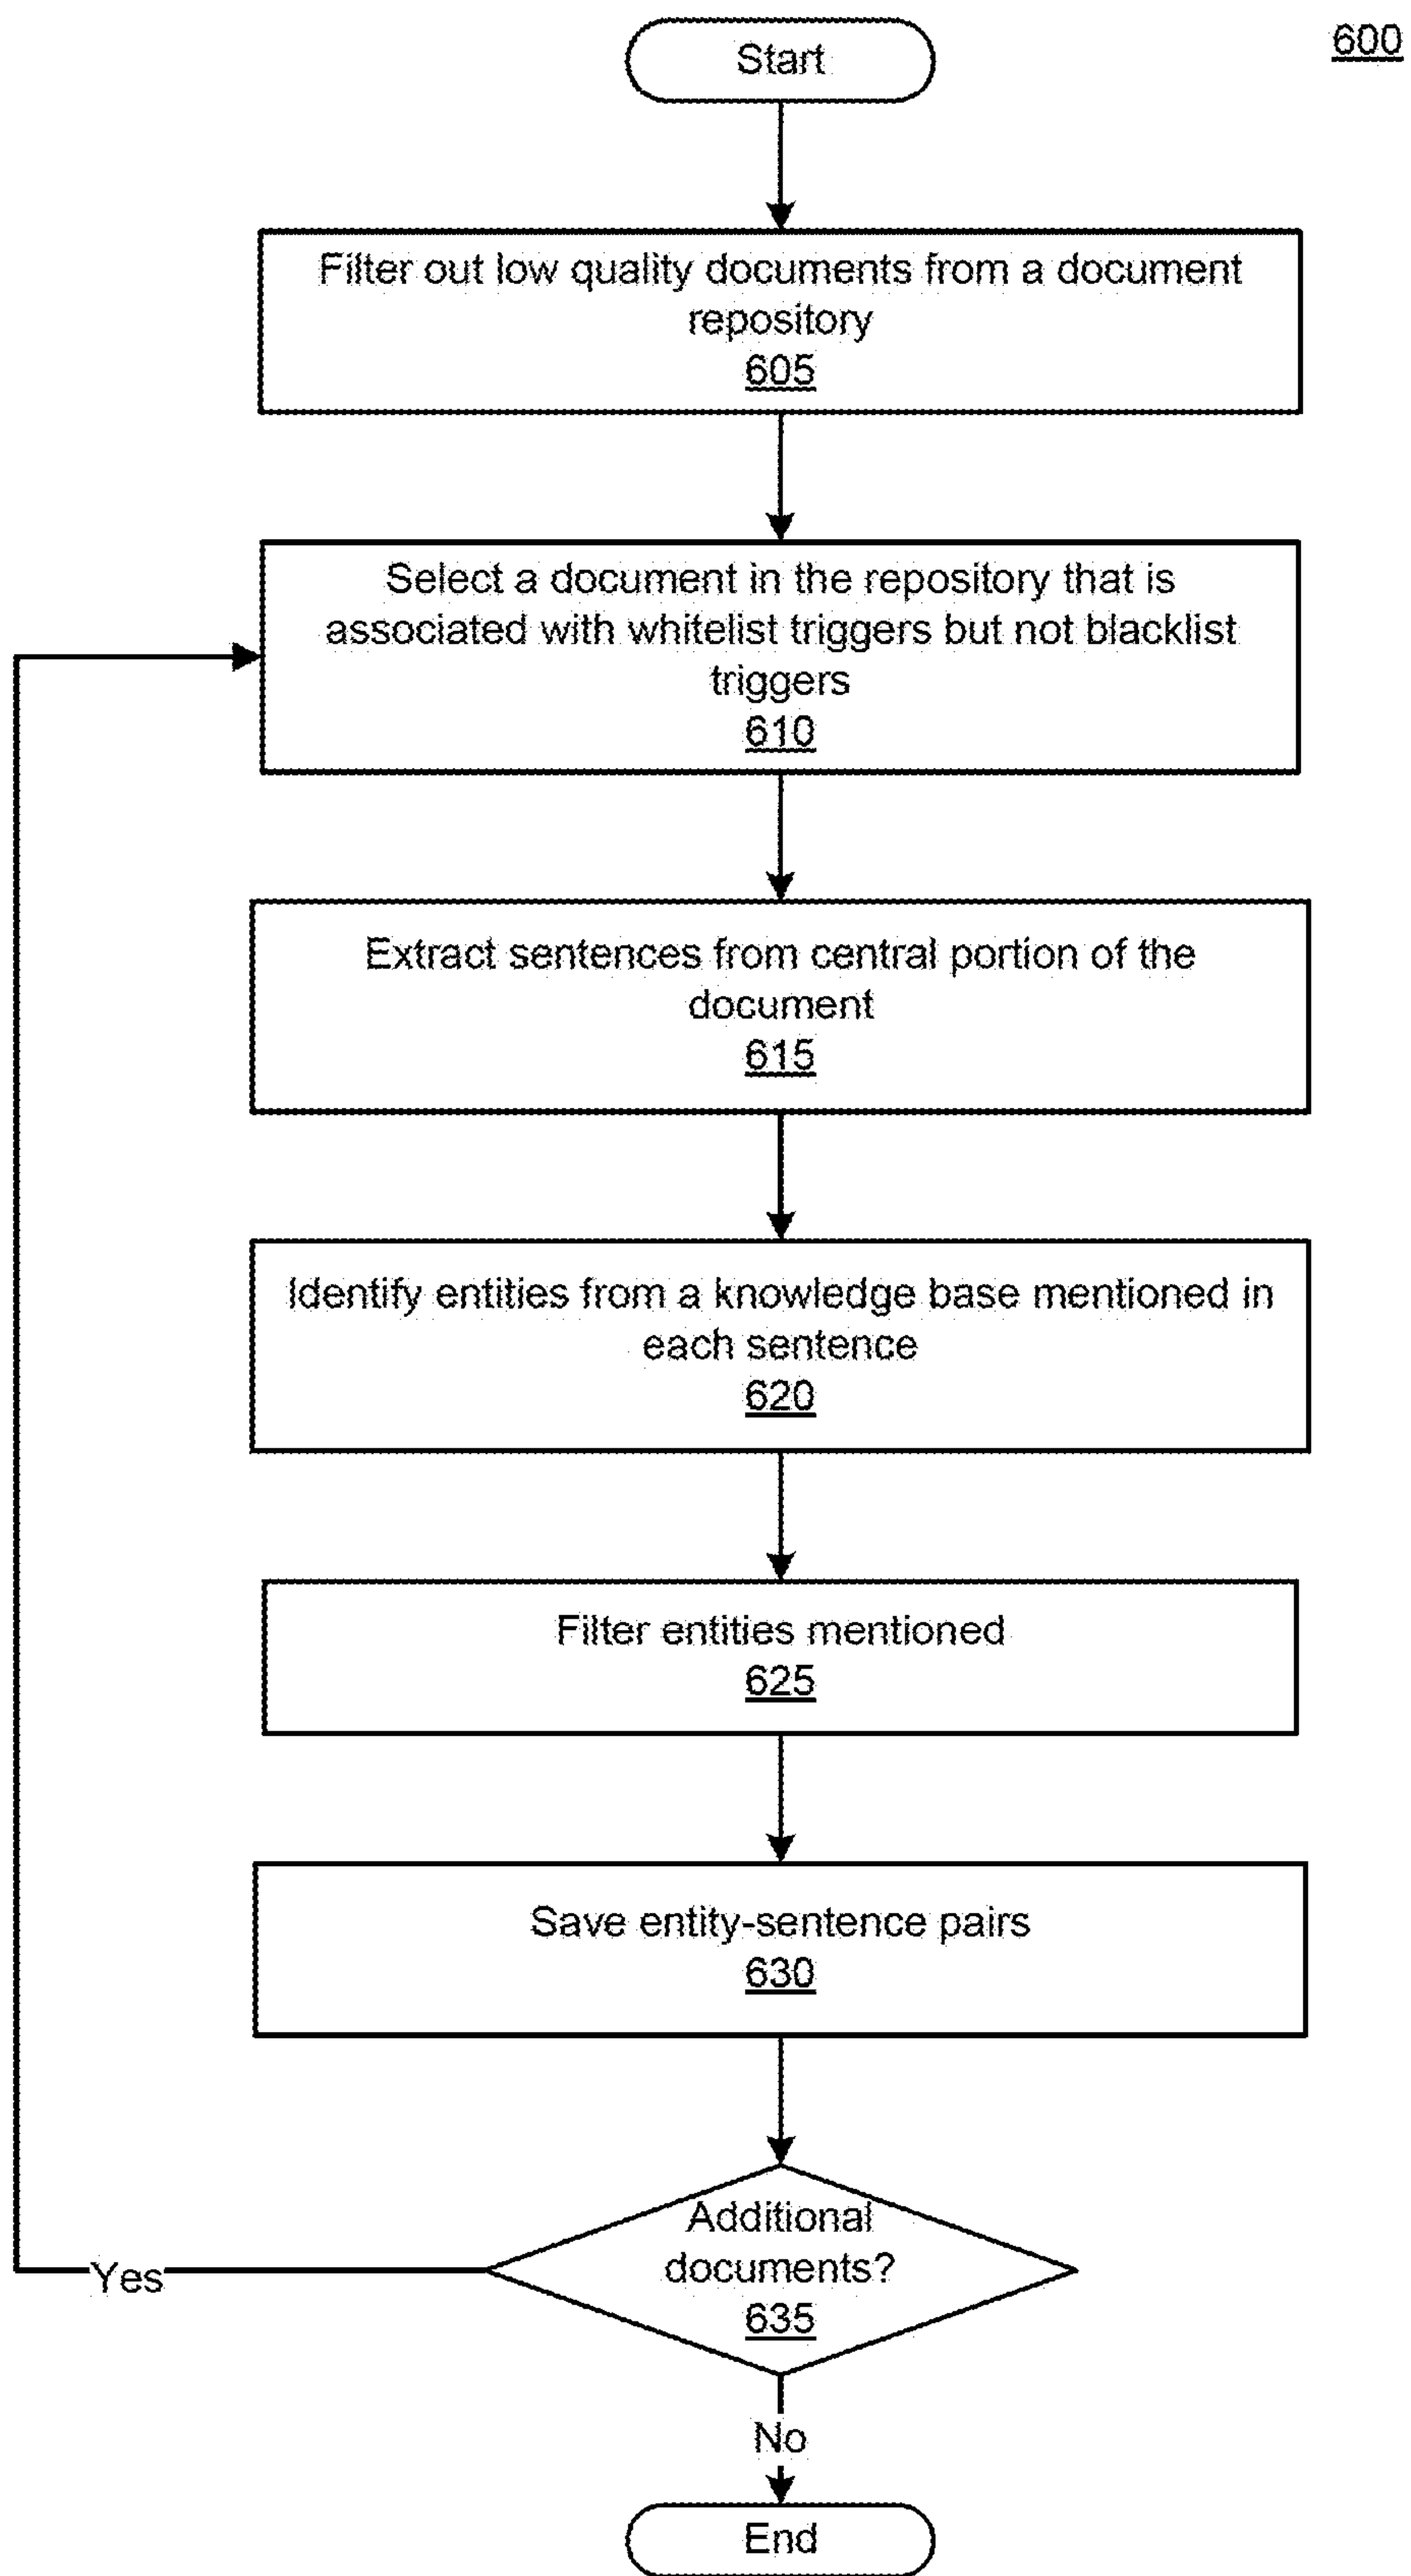 600
Start
Filter out low quality documents from a document
repository
605
Select a document in the repository that is
associated with whitelist triggers but not blacklist
triggers
610
Extract sentences from central portion of the
document
615
Identify entities from a knowledge base mentioned in
each sentence
620
Filter entities mentioned
625
Save entity-sentence pairs
630
Additional
documents?
635
Yes
No
End